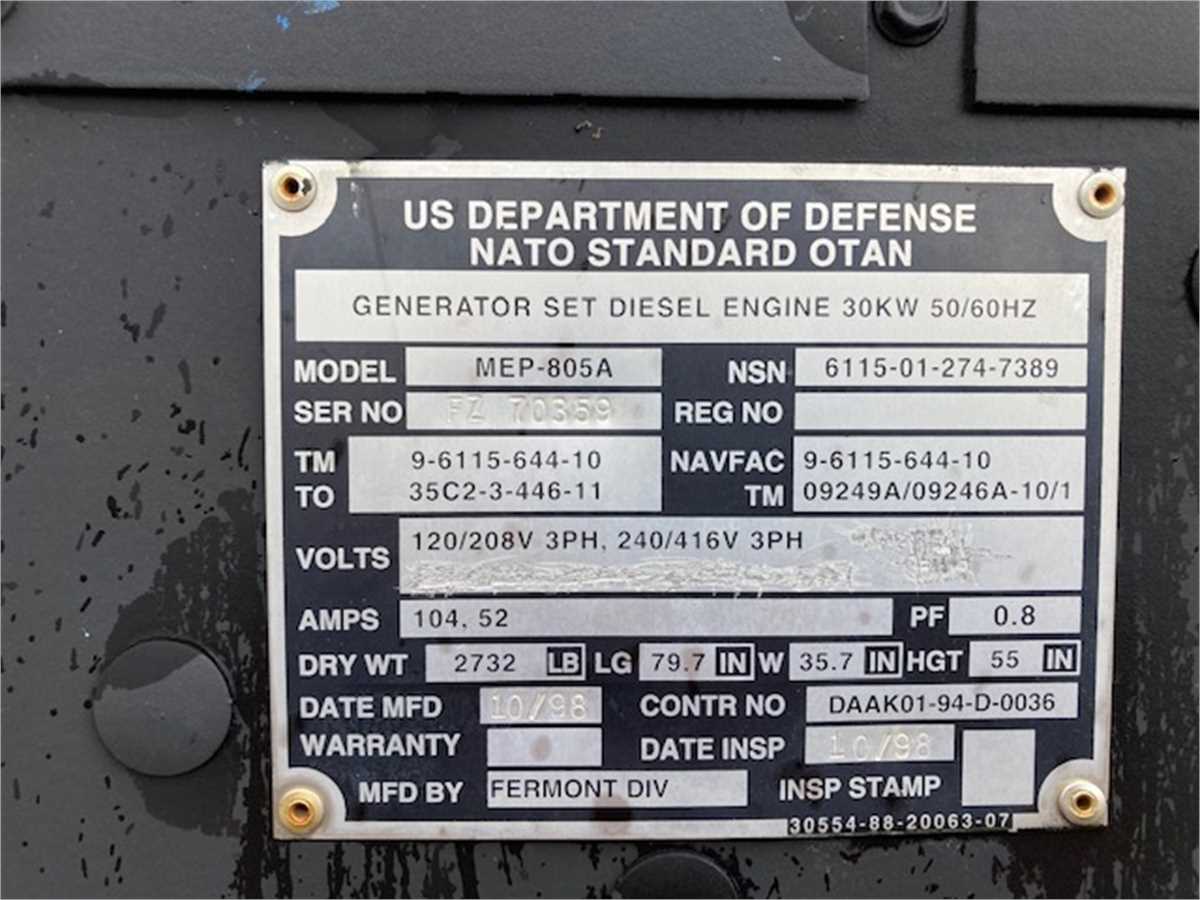 US DEPARTMENT OF DEFENSE
NATO STANDARD OTAN
GENERATOR SET DIESEL ENGINE 30KW 50/60HZ
MODEL MEP-805A NSN 6115-01-274-7389
SER NO FZ 70359 REG NO
TM 9-6115-644-10 NAVFAC 9-6115-644-10
TO 35C2-3-446-11 TM 09249A/09246A-10/1
VOLTS 120/208V 3PH, 240/416V 3PH
AMPS 104, 52 PF 0.8
DRY WT 2732 LB LG 79.7 IN W 35.7 IN HGT 55 IN
DATE MFD 10/98 CONTR NO DAAK01-94-D-0036
WARRANTY DATE INSP 10/98
MFD BY FERMONT DIV INSP STAMP
30554-88-20063-07